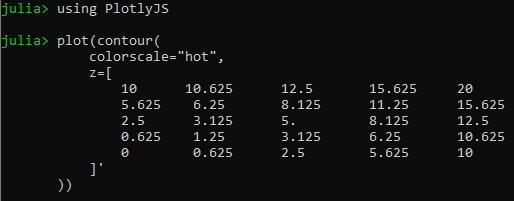 julia> using PlotlyJS
julia> plot(contour(
colorscale="hot",
z=[
10 10.625 12.5 15.625 20
5.625 6.25 8.125 11.25 15.625
2.5 3.125 5. 8.125 12.5
0.625 1.25 3.125 6.25 10.625
0 0.625 2.5 5.625 10
]'
))